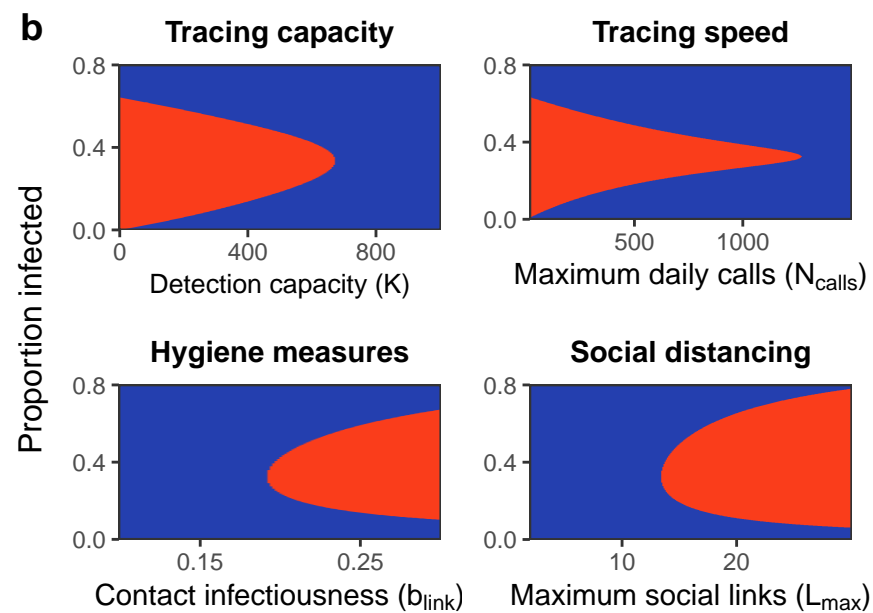 b
Tracing capacity
Tracing speed
Proportion infected
0.8
0.4
0.0
0
400
800
Detection capacity (K)
0.8
0.4
0.0
500
1000
Maximum daily calls (Ncalls)
Hygiene measures
Social distancing
0.8
0.4
0.0
0.15
0.25
Contact infectiousness (blink)
0.8
0.4
0.0
10
20
Maximum social links (Lmax)